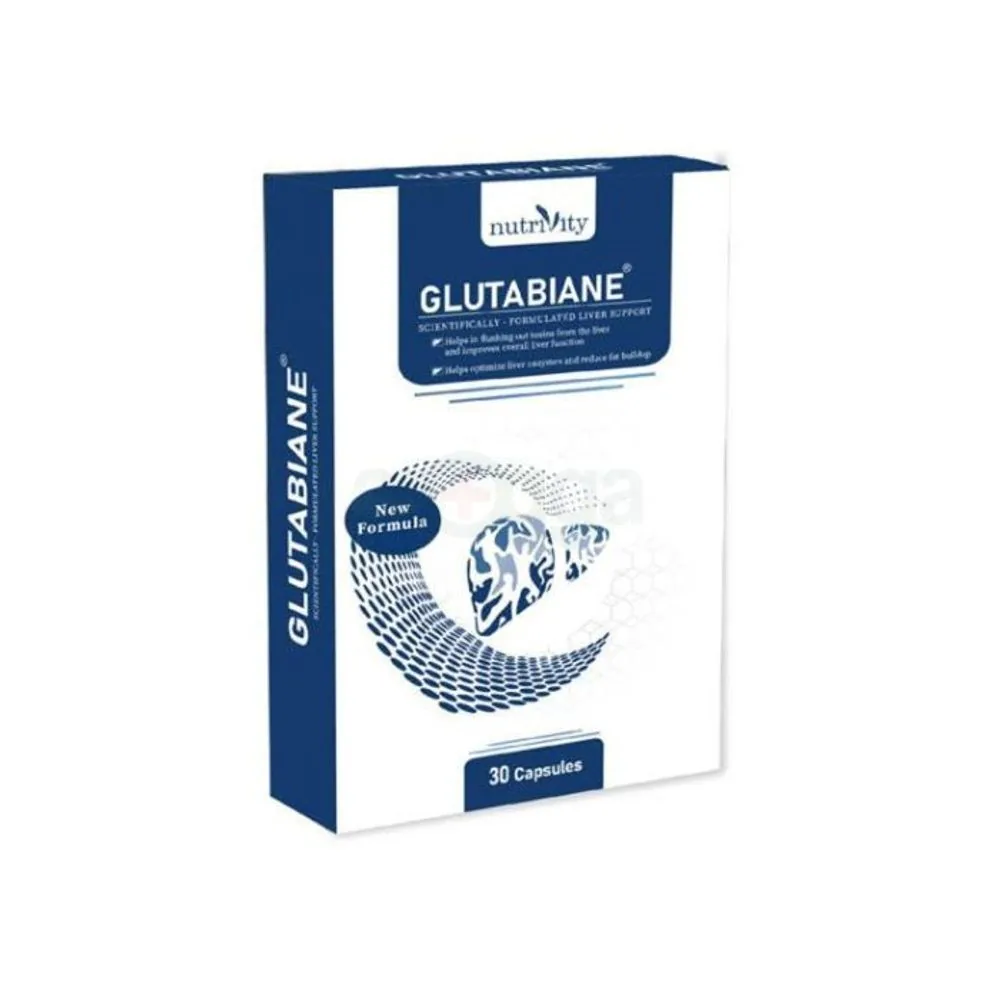 GLUTABIANE
nutriVity
GLUTABIANE®
SCIENTIFICALLY - FORMULATED LIVER SUPPORT
Helps in flushing out toxins from the liver
and improves overall liver function
Helps optimize liver enzymes and reduce fat buildup
New
Formula
30 Capsules
GLUTABIANE®
SCIENTIFICALLY - FORMULATED LIVER SUPPORT